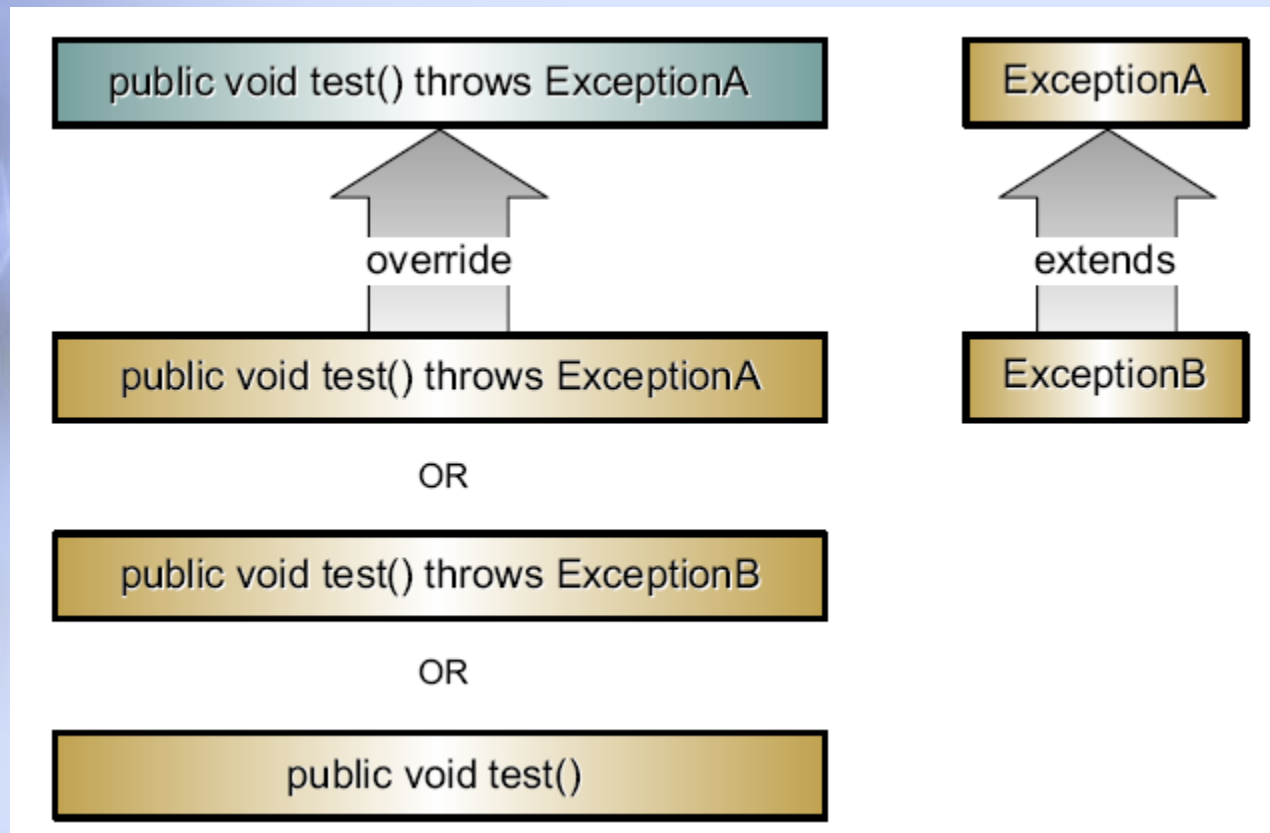 public void test() throws ExceptionA
ExceptionA
override
extends
public void test() throws ExceptionA
ExceptionB
OR
public void test() throws ExceptionB
OR
public void test()